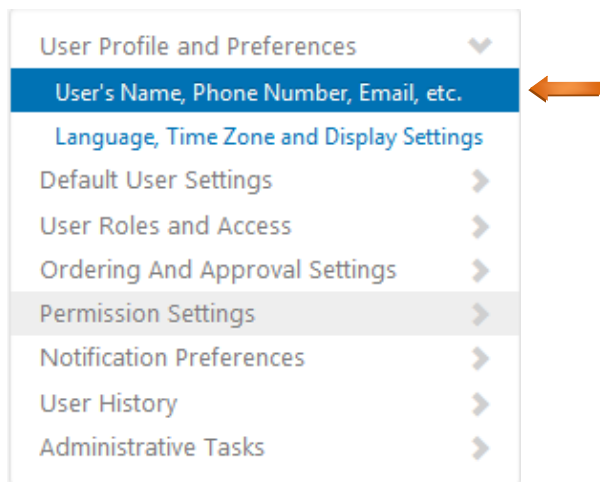 User Profile and Preferences
User's Name, Phone Number, Email, etc.
Language, Time Zone and Display Settings
Default User Settings
User Roles and Access
Ordering And Approval Settings
Permission Settings
Notification Preferences
User History
Administrative Tasks